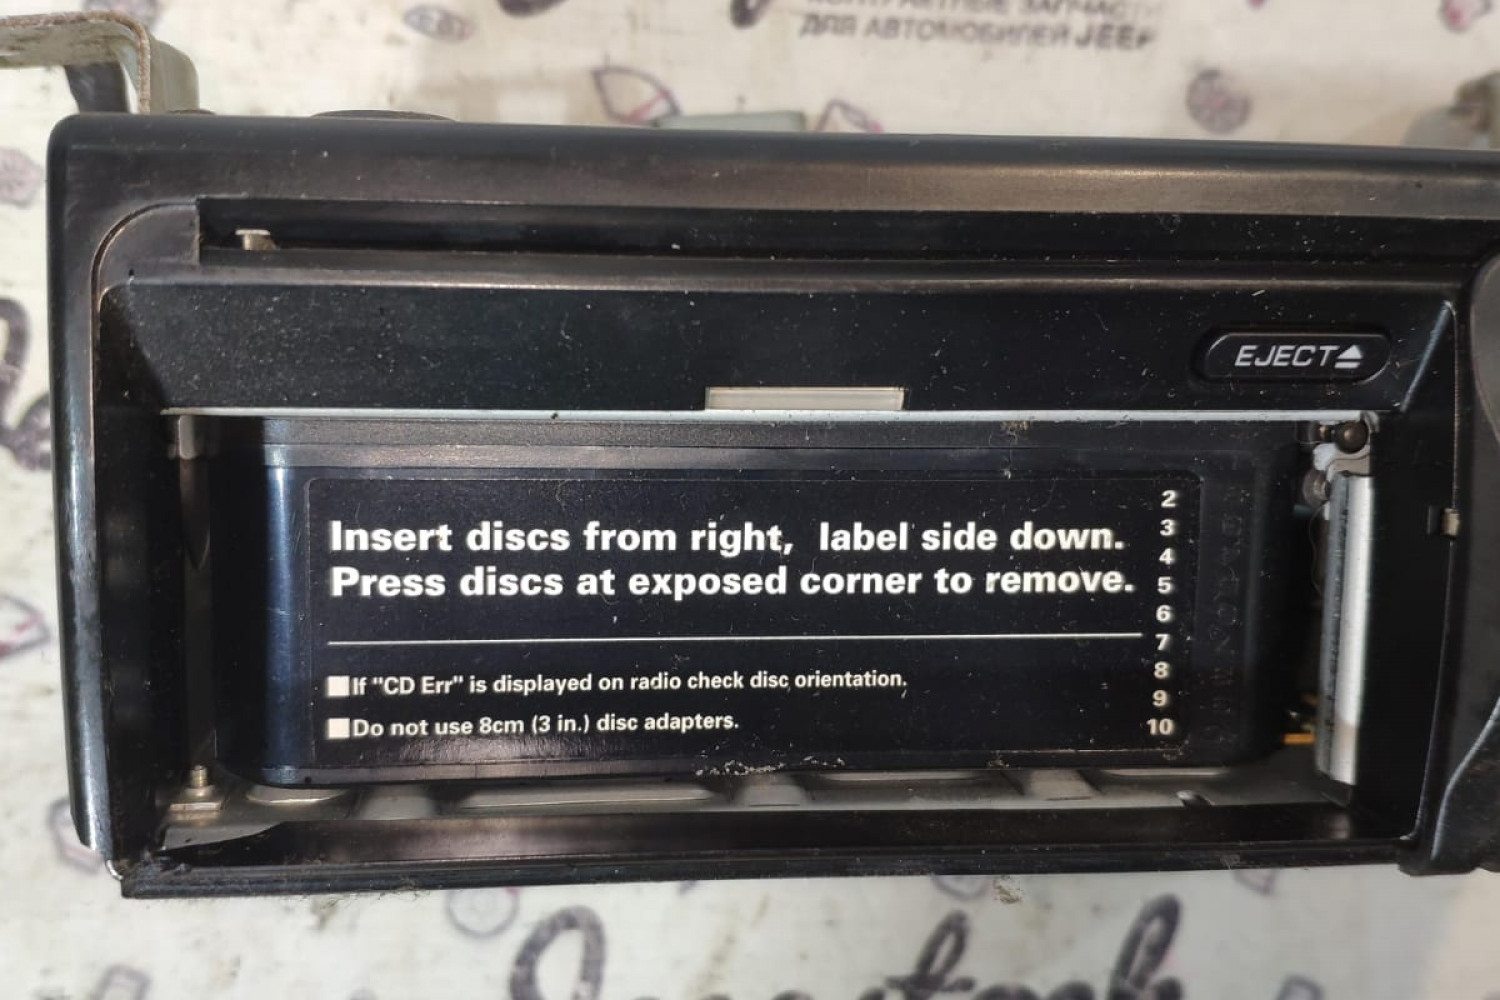 КОНТРАКТНЫЕ ЗАПЧАСТИ
ДЛЯ АВТОМОБИЛЕЙ JEEP
EJECT
Insert discs from right, label side down.
Press discs at exposed corner to remove.
If "CD Err" is displayed on radio check disc orientation.
Do not use 8cm (3 in.) disc adapters.
2
3
4
5
6
7
8
9
10